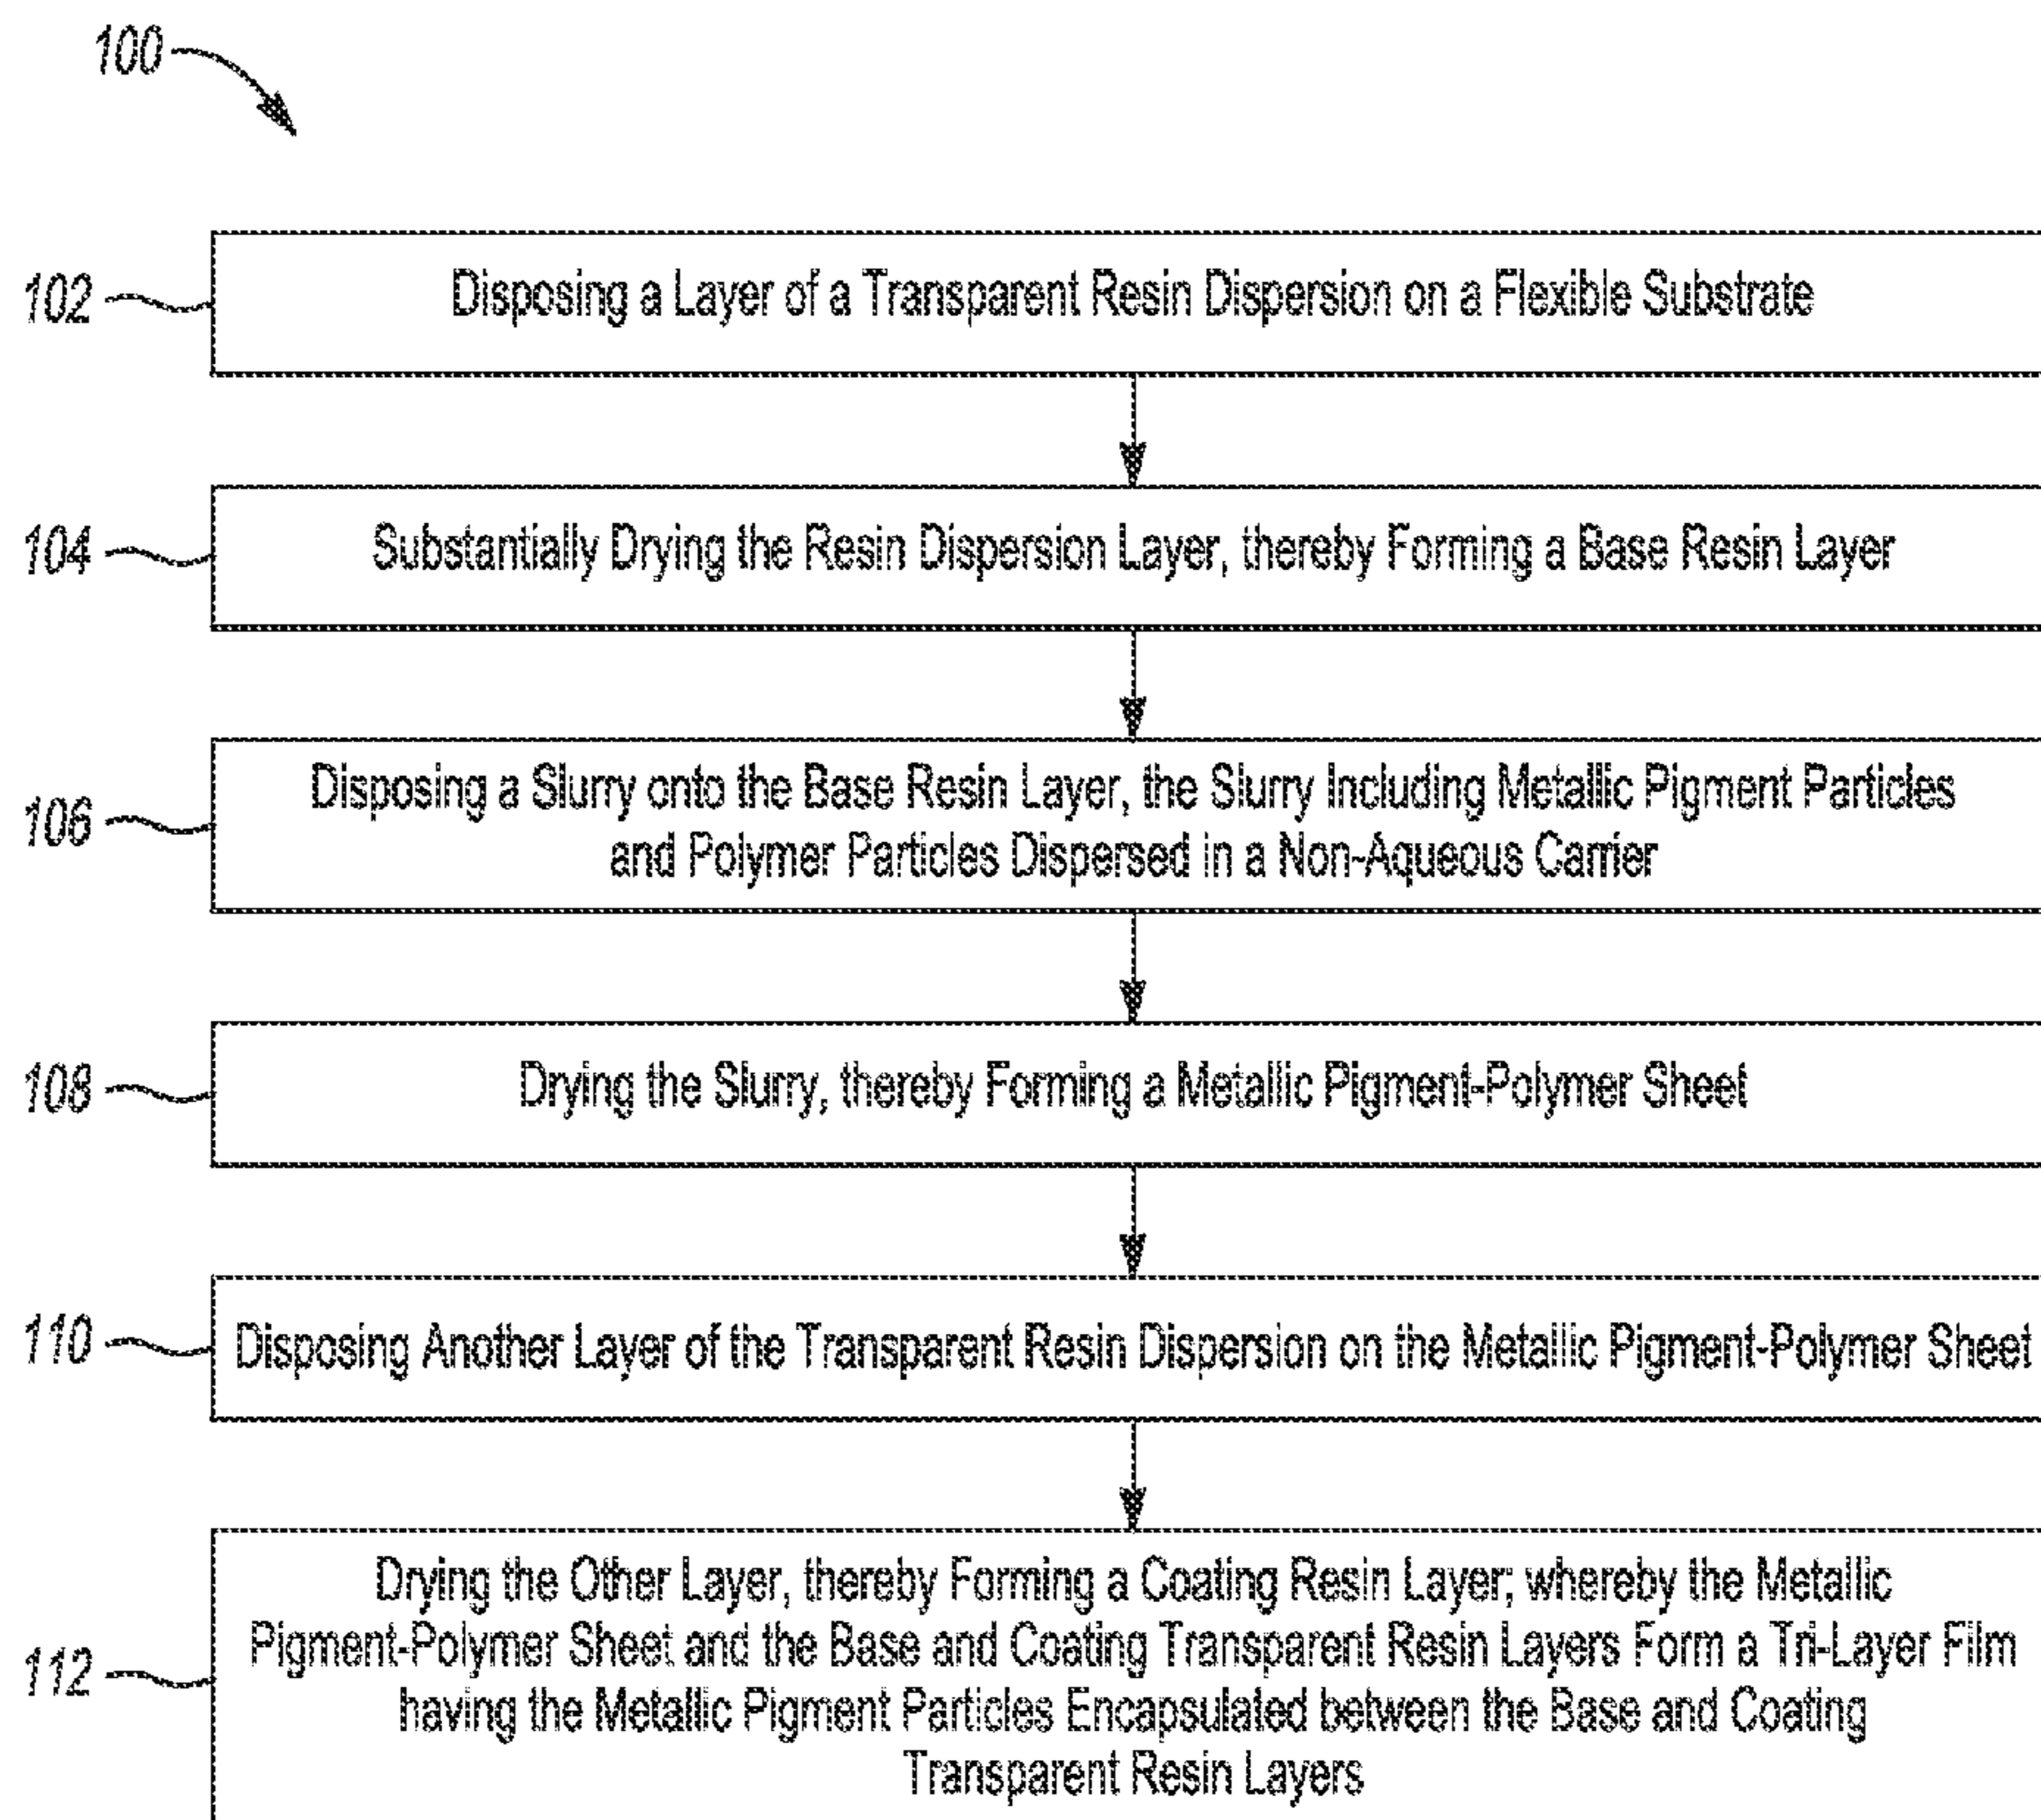 100
102
Disposing a Layer of a Transparent Resin Dispersion on a Flexible Substrate
104
Substantially Drying the Resin Dispersion Layer, thereby Forming a Base Resin Layer
106
Disposing a Slurry onto the Base Resin Layer, the Slurry Including Metallic Pigment Particles
and Polymer Particles Dispersed in a Non-Aqueous Carrier
108
Drying the Slurry, thereby Forming a Metallic Pigment-Polymer Sheet
110
Disposing Another Layer of the Transparent Resin Dispersion on the Metallic Pigment-Polymer Sheet
112
Drying the Other Layer, thereby Forming a Coating Resin Layer; whereby the Metallic
Pigment-Polymer Sheet and the Base and Coating Transparent Resin Layers Form a Tri-Layer Film
having the Metallic Pigment Particles Encapsulated between the Base and Coating
Transparent Resin Layers